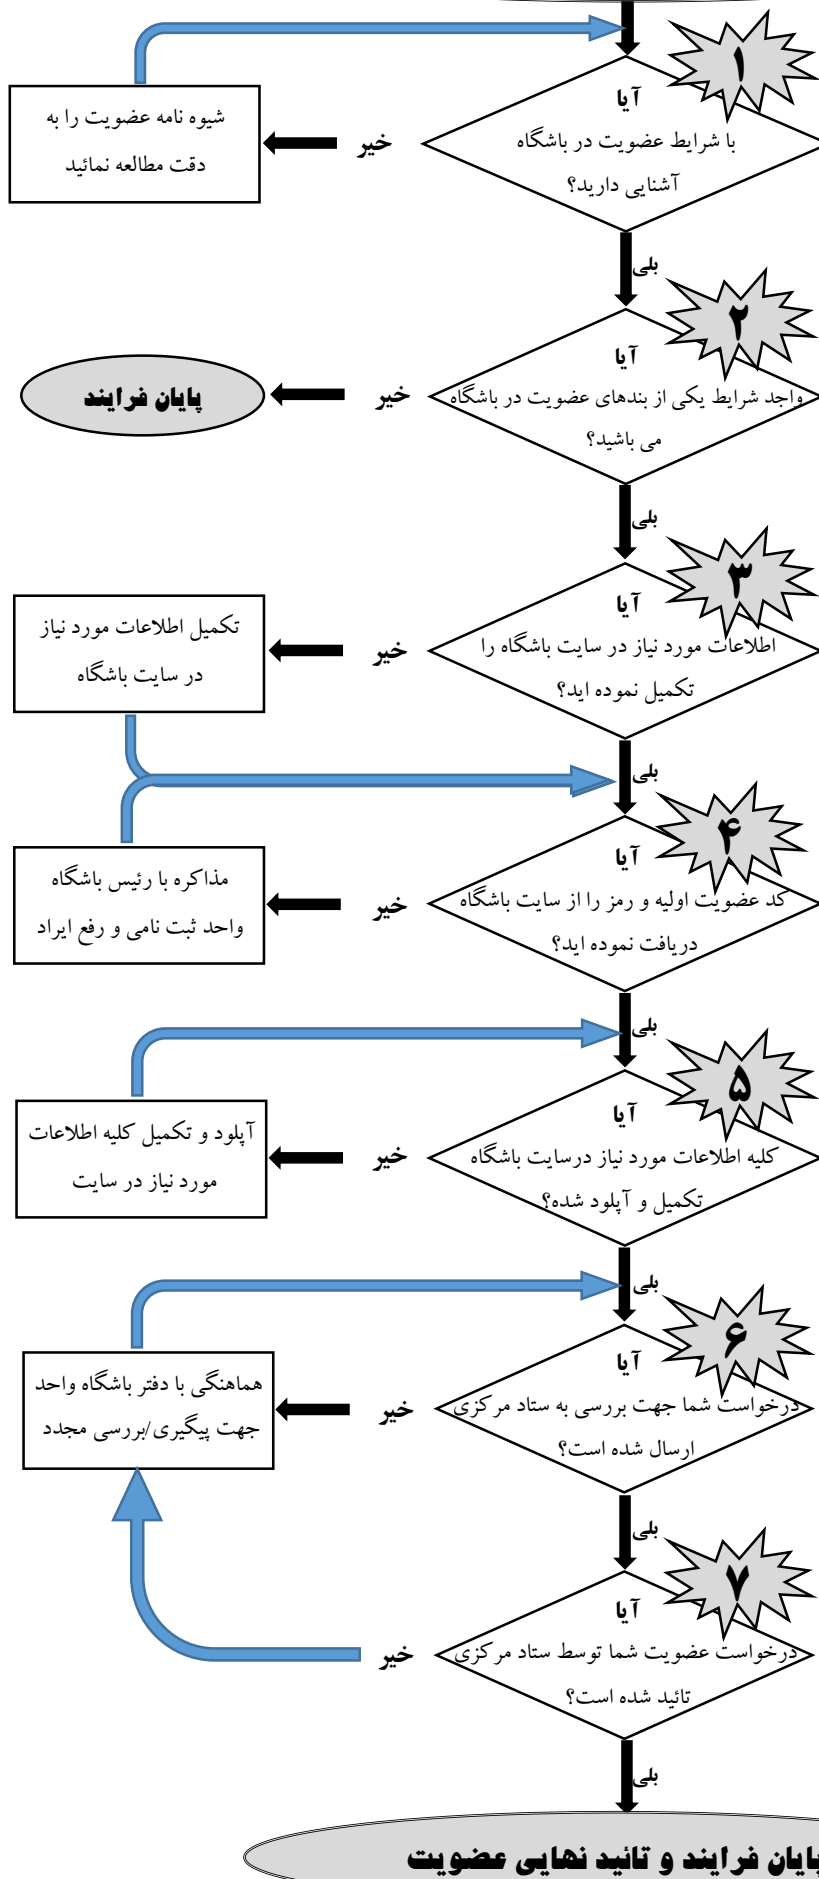 ۱
آیا
با شرایط عضویت در باشگاه
آشنایی دارید؟
خیر
شیوه نامه عضویت را به
دقت مطالعه نمائید
بلی
۲
آیا
واجد شرایط یکی از بندهای عضویت در باشگاه
می باشید؟
خیر
پایان فرایند
بلی
۳
آیا
اطلاعات مورد نیاز در سایت باشگاه را
تکمیل نموده اید؟
خیر
تکمیل اطلاعات مورد نیاز
در سایت باشگاه
بلی
۴
آیا
کد عضویت اولیه و رمز را از سایت باشگاه
دریافت نموده اید؟
خیر
مذاکره با رئیس باشگاه
واحد ثبت نامی و رفع ایراد
بلی
۵
آیا
کلیه اطلاعات مورد نیاز درسایت باشگاه
تکمیل و آپلود شده؟
خیر
آپلود و تکمیل کلیه اطلاعات
مورد نیاز در سایت
بلی
۶
آیا
درخواست شما جهت بررسی به ستاد مرکزی
ارسال شده است؟
خیر
هماهنگی با دفتر باشگاه واحد
جهت پیگیری/بررسی مجدد
بلی
۷
آیا
درخواست عضویت شما توسط ستاد مرکزی
تائید شده است؟
خیر
بلی
پایان فرایند و تائید نهایی عضویت